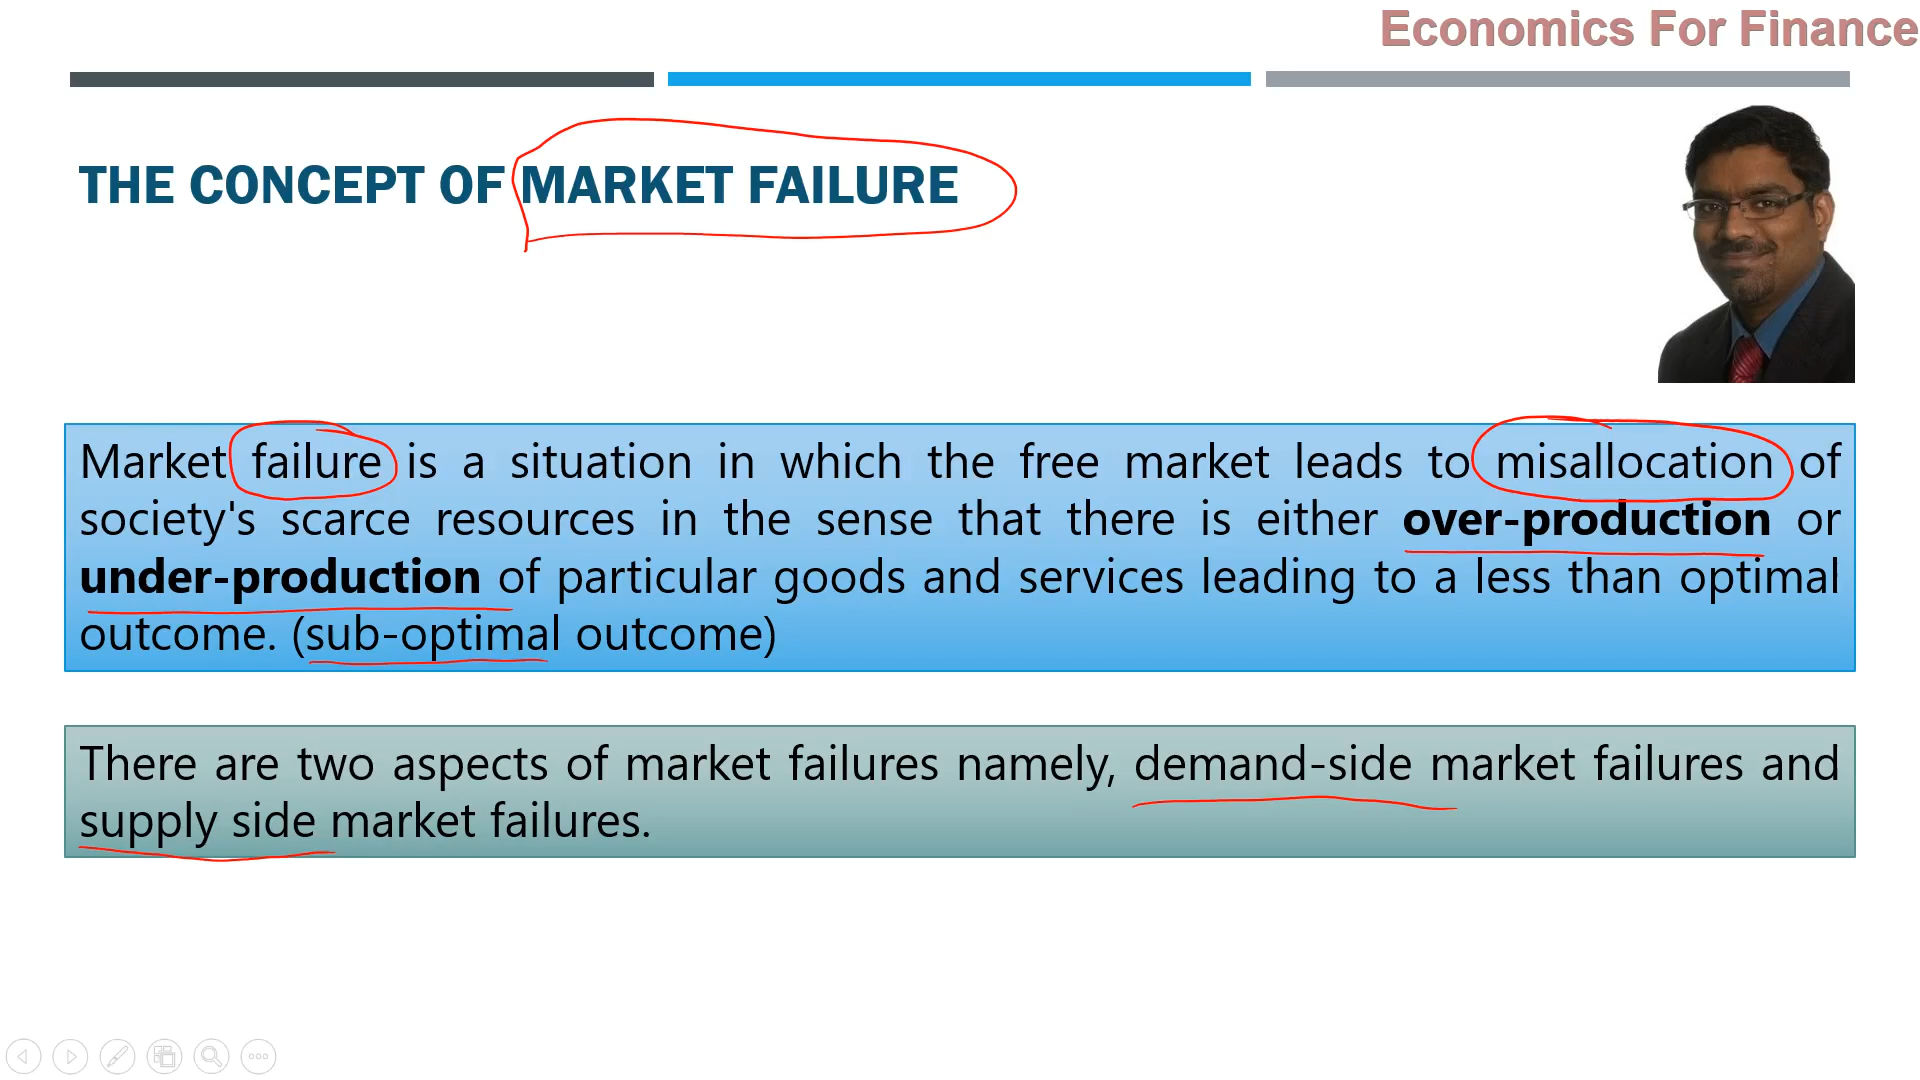 Economics For Finance
THE CONCEPT OF MARKET FAILURE
Market failure is a situation in which the free market leads to misallocation of
society's scarce resources in the sense that there is either over-production or
under-production of particular goods and services leading to a less than optimal
outcome. (sub-optimal outcome)
There are two aspects of market failures namely, demand-side market failures and
supply side market failures.